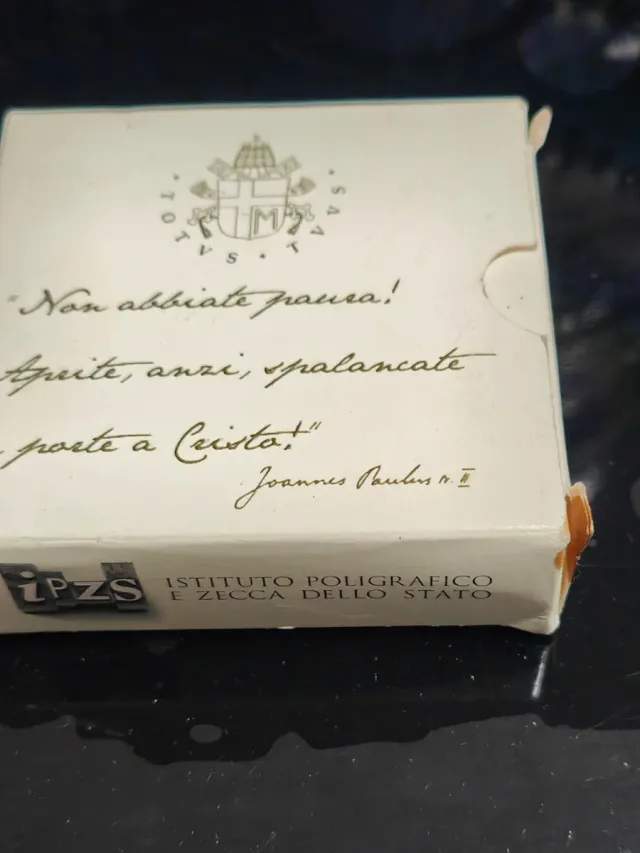 TOTVS · TVVS ·
M
"Non abbiate paura!
Aprite, anzi, spalancate
porte a Cristo!"
Joannes Paulus PP. II
iPZS
ISTITUTO POLIGRAFICO
E ZECCA DELLO STATO